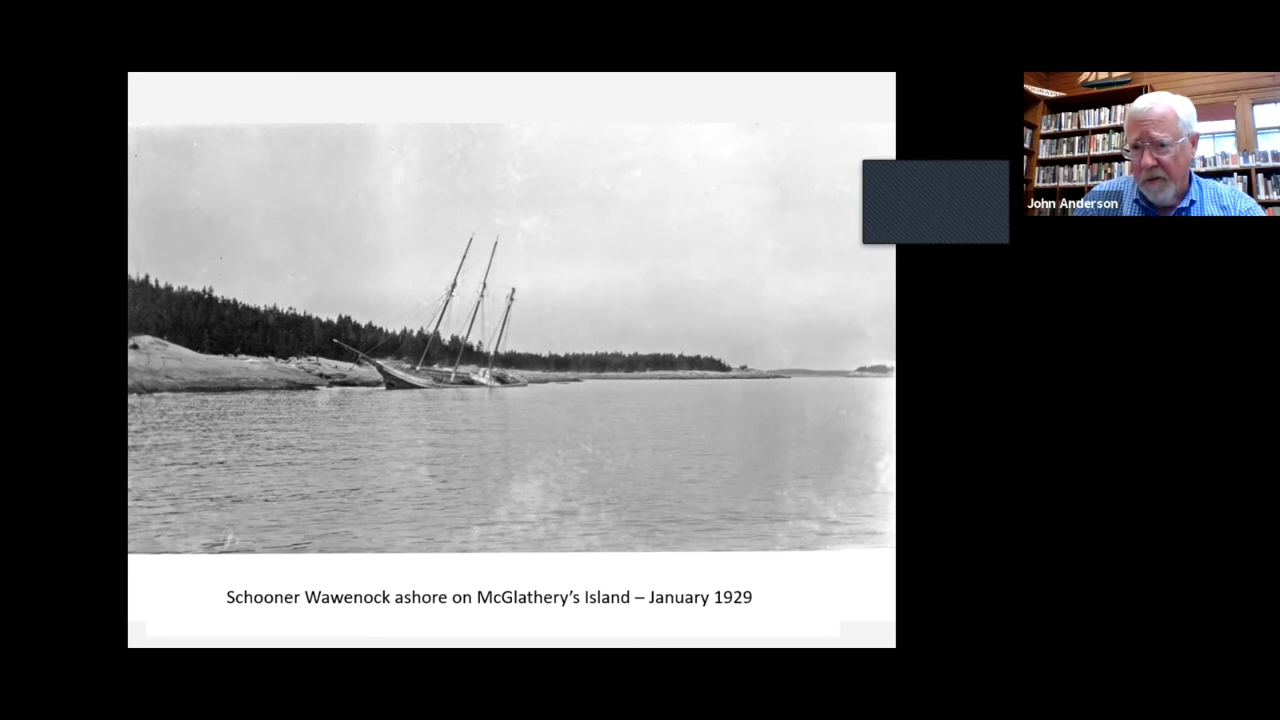 Schooner Wawenock ashore on McGlathery's Island – January 1929
John Anderson